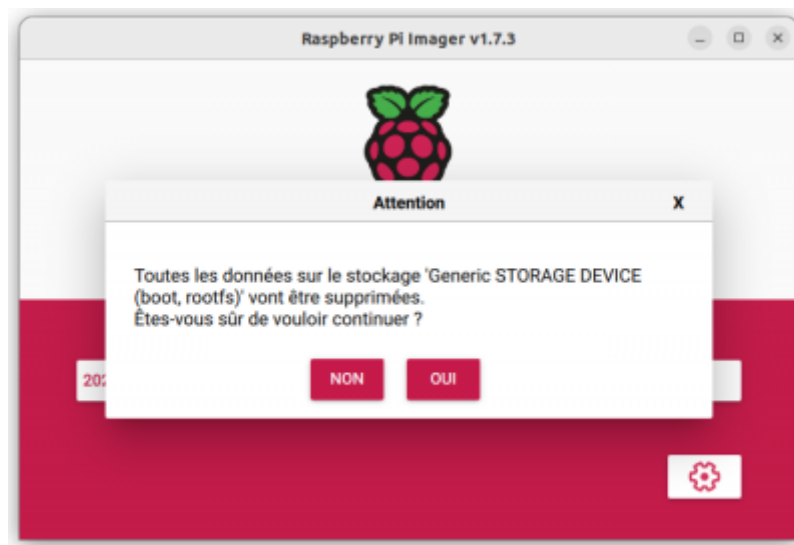 Raspberry Pi Imager v1.7.3
Attention
X
Toutes les données sur le stockage 'Generic STORAGE DEVICE
(boot, rootfs)' vont être supprimées.
Êtes-vous sûr de vouloir continuer ?
202
NON
OUI